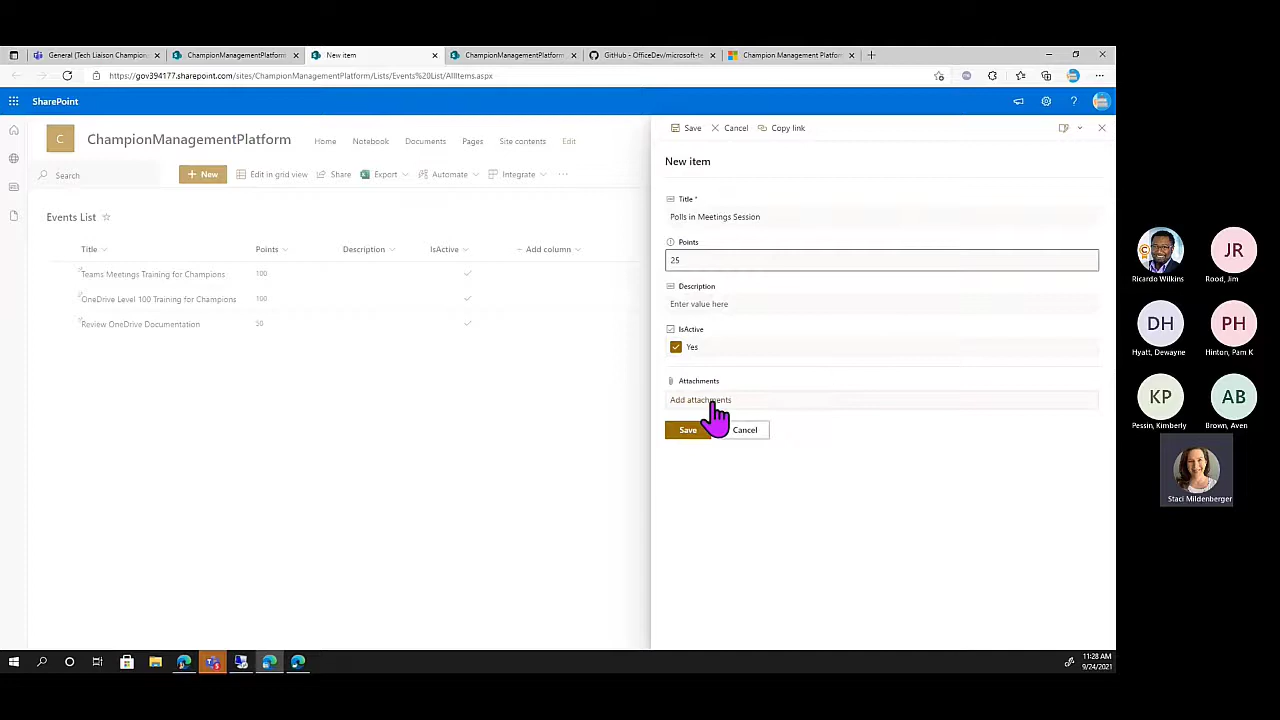 General (Tech Liaison Champion
ChampionManagementPlatform
New item
ChampionManagementPlatform
GitHub - OfficeDev/microsoft-te
Champion Management Platform
https://gov394177.sharepoint.com/sites/ChampionManagementPlatform/Lists/Events%20List/AllItems.aspx
SharePoint
C
ChampionManagementPlatform
Home
Notebook
Documents
Pages
Site contents
Edit
Search
New
Edit in grid view
Share
Export
Automate
Integrate
Events List
Title
Points
Description
IsActive
Add column
Teams Meetings Training for Champions
100
OneDrive Level 100 Training for Champions
100
Review OneDrive Documentation
50
Save
Cancel
Copy link
New item
Title *
Polls in Meetings Session
Points
25
Description
Enter value here
IsActive
Yes
Attachments
Add attachments
Save
Cancel
Ricardo Wilkins
JR
Rood, Jim
DH
Hyatt, Dewayne
PH
Hinton, Pam K
KP
Pessin, Kimberly
AB
Brown, Aven
Staci Mildenberger
11:28 AM
9/24/2021